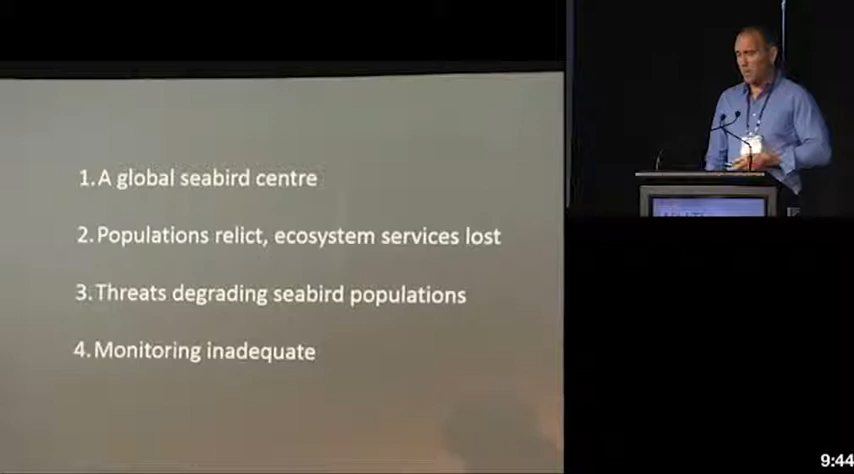 1. A global seabird centre
2. Populations relict, ecosystem services lost
3. Threats degrading seabird populations
4. Monitoring inadequate
9:44